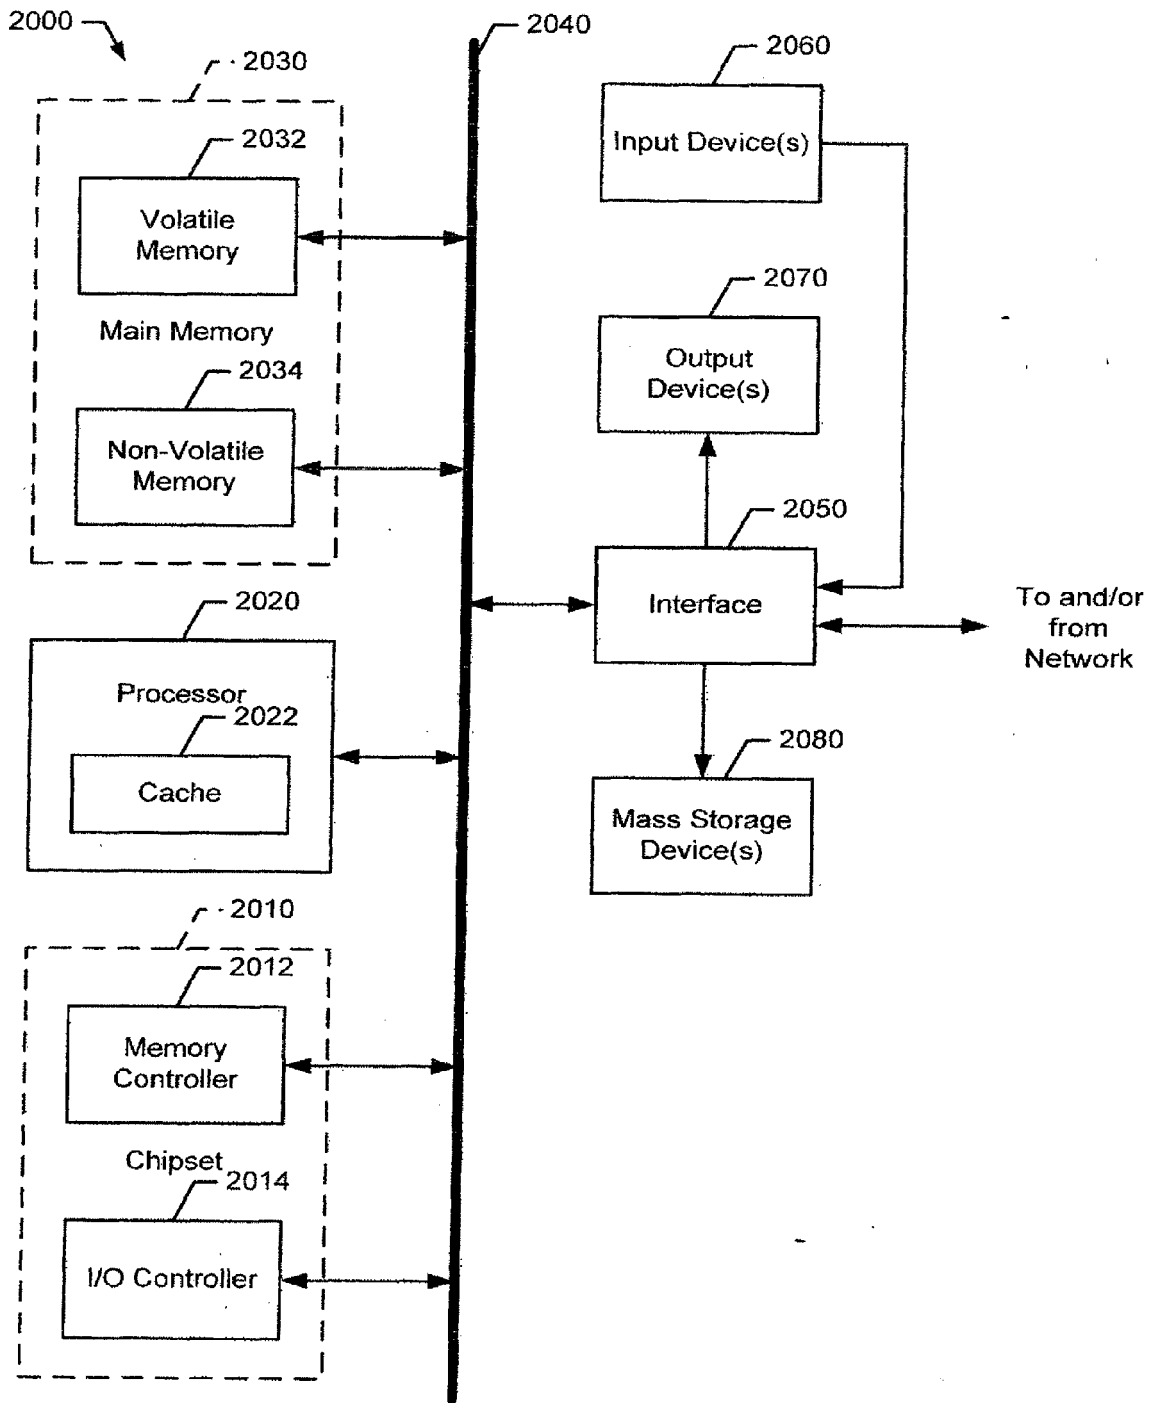 2000
2040
2030
2060
2032
Input Device(s)
Volatile
Memory
2070
Main Memory
Output
Device(s)
2034
Non-Volatile
Memory
2050
Interface
To and/or
from
Network
2020
Processor
2022
Cache
2080
Mass Storage
Device(s)
2010
2012
Memory
Controller
Chipset
2014
I/O Controller